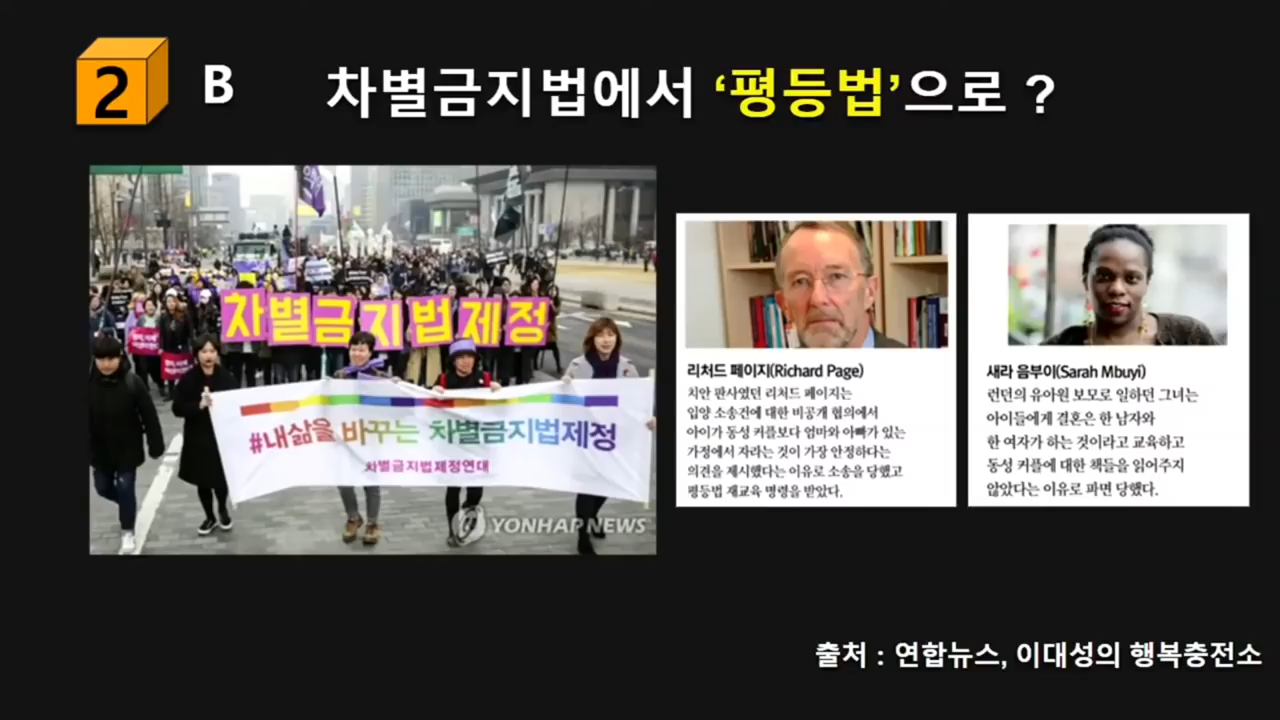 2 B 차별금지법에서 ‘평등법’으로 ?
차별금지법제정
#내삶을 바꾸는 차별금지법제정
차별금지법제정연대
YONHAP NEWS
리처드 페이지(Richard Page)
치안 판사였던 리처드 페이지는
입양 소송건에 대한 비공개 협의에서
아이가 동성 커플보다 엄마와 아빠가 있는
가정에서 자라는 것이 가장 안정하다는
의견을 제시했다는 이유로 소송을 당했고
평등법 재교육 명령을 받았다.
새라 음부이(Sarah Mbuyi)
런던의 유아원 보모로 일하던 그녀는
아이들에게 결혼은 한 남자와
한 여자가 하는 것이라고 교육하고
동성 커플에 대한 책들을 읽어주지
않았다는 이유로 파면 당했다.
출처 : 연합뉴스, 이대성의 행복충전소